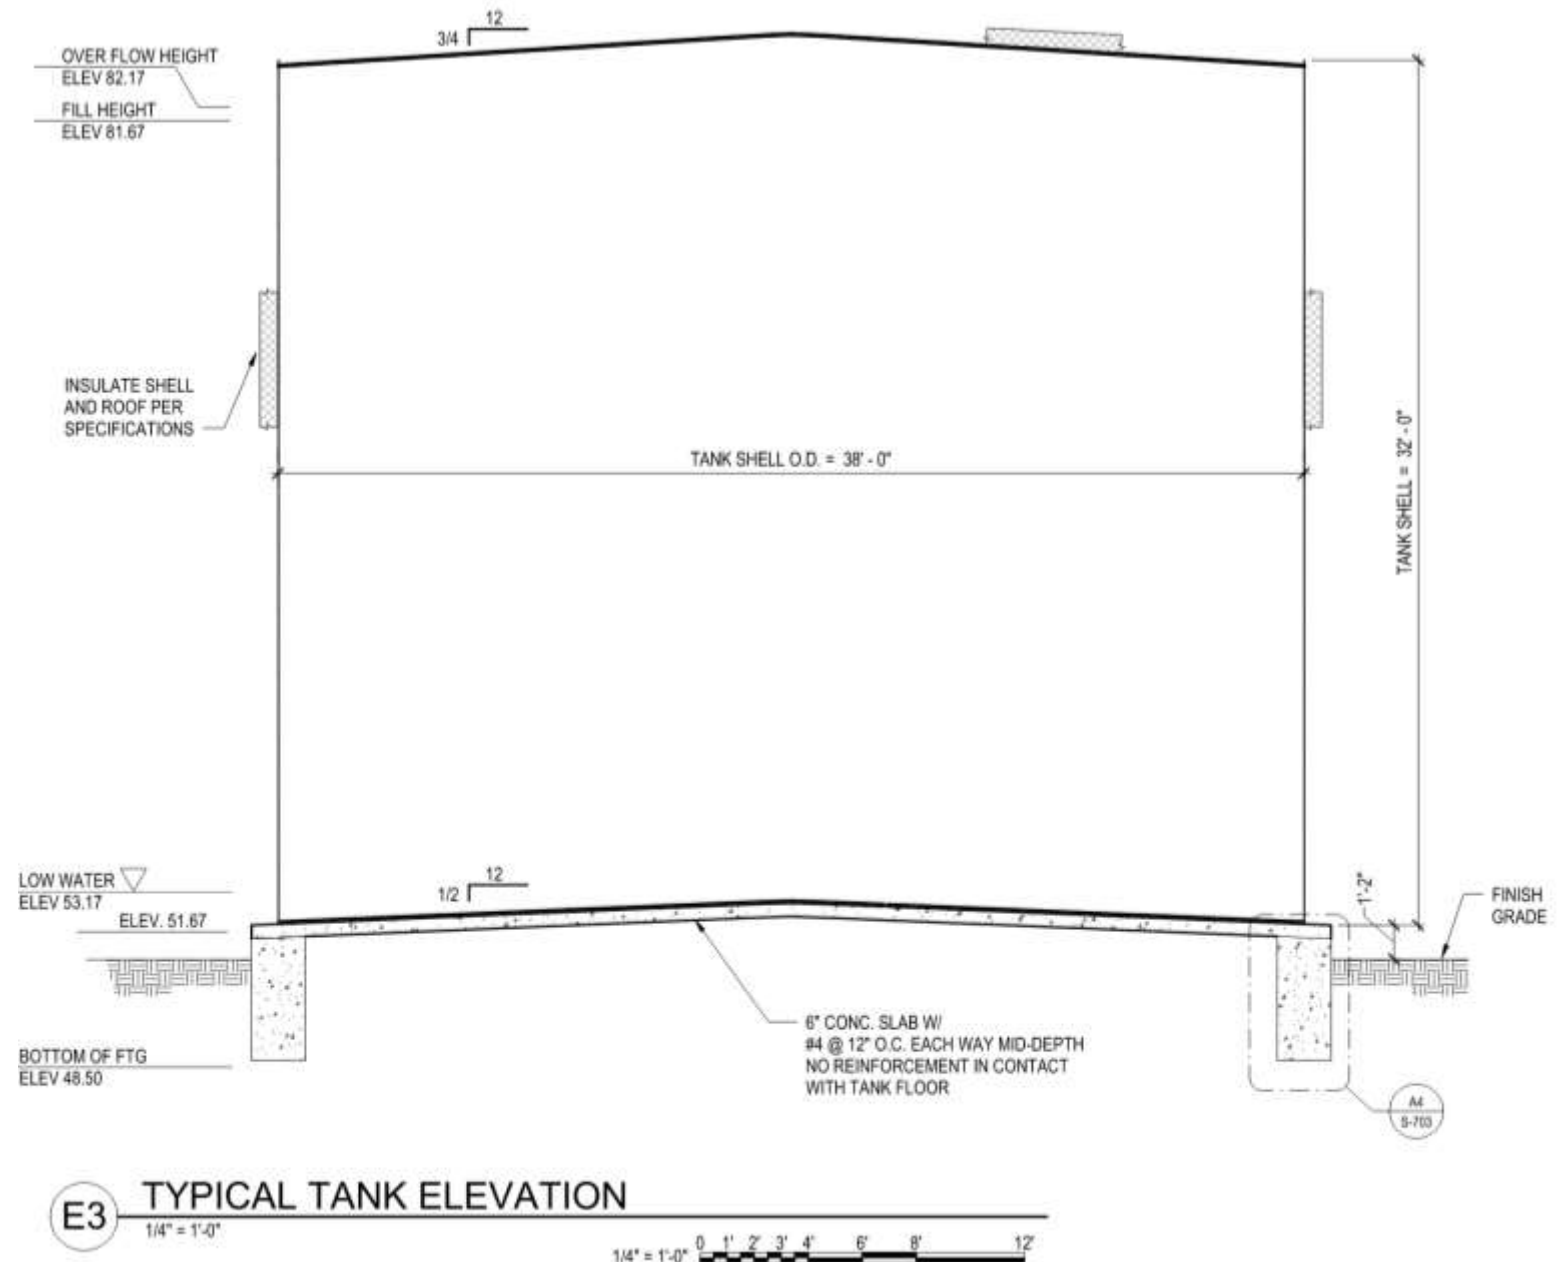 12
3/4
OVER FLOW HEIGHT
ELEV 82.17
FILL HEIGHT
ELEV 81.67
INSULATE SHELL
AND ROOF PER
SPECIFICATIONS
TANK SHELL O.D. = 38' - 0"
TANK SHELL = 32' - 0"
12
1/2
LOW WATER
ELEV 53.17
ELEV. 51.67
1'-2"
FINISH
GRADE
6" CONC. SLAB W/
#4 @ 12" O.C. EACH WAY MID-DEPTH
NO REINFORCEMENT IN CONTACT
WITH TANK FLOOR
BOTTOM OF FTG
ELEV 48.50
A4
S-703
E3
TYPICAL TANK ELEVATION
1/4" = 1'-0"
1/4" = 1'-0" 0 1' 2' 3' 4' 6' 8' 12'